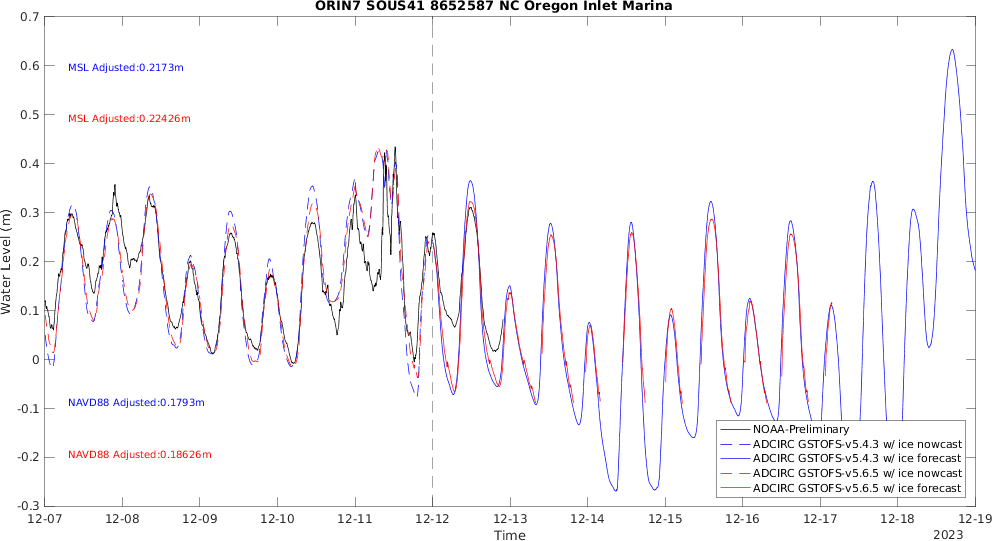 ORIN7 SOUS41 8652587 NC Oregon Inlet Marina
0.7
0.6
0.5
0.4
0.3
0.2
0.1
0
-0.1
-0.2
-0.3
Water Level (m)
MSL Adjusted:0.2173m
MSL Adjusted:0.22426m
NAVD88 Adjusted:0.1793m
NAVD88 Adjusted:0.18626m
NOAA-Preliminary
ADCIRC GSTOFS-v5.4.3 w/ ice nowcast
ADCIRC GSTOFS-v5.4.3 w/ ice forecast
ADCIRC GSTOFS-v5.6.5 w/ ice nowcast
ADCIRC GSTOFS-v5.6.5 w/ ice forecast
12-07 12-08 12-09 12-10 12-11 12-12 12-13 12-14 12-15 12-16 12-17 12-18 12-19
Time
2023